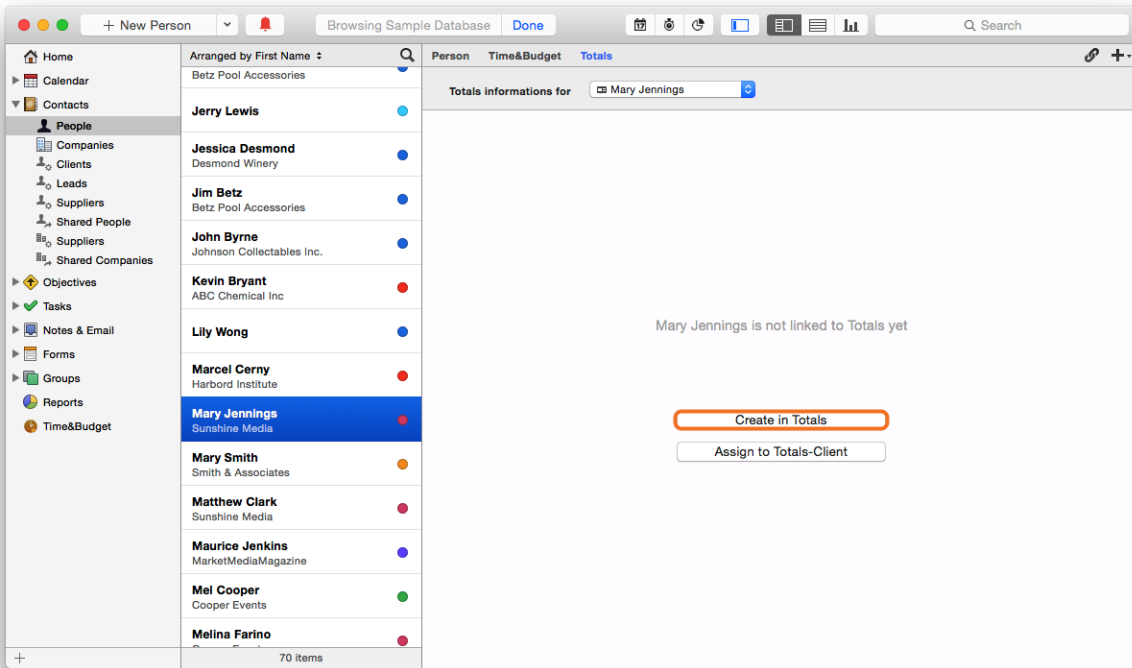 + New Person
Browsing Sample Database
Done
17
Search
Home
Calendar
Contacts
People
Companies
Clients
Leads
Suppliers
Shared People
Suppliers
Shared Companies
Objectives
Tasks
Notes & Email
Forms
Groups
Reports
Time&Budget
Arranged by First Name
Betz Pool Accessories
Jerry Lewis
Jessica Desmond
Desmond Winery
Jim Betz
Betz Pool Accessories
John Byrne
Johnson Collectables Inc.
Kevin Bryant
ABC Chemical Inc
Lily Wong
Marcel Cerny
Harbord Institute
Mary Jennings
Sunshine Media
Mary Smith
Smith & Associates
Matthew Clark
Sunshine Media
Maurice Jenkins
MarketMediaMagazine
Mel Cooper
Cooper Events
Melina Farino
70 items
Person Time&Budget Totals
Totals informations for
Mary Jennings
Mary Jennings is not linked to Totals yet
Create in Totals
Assign to Totals-Client